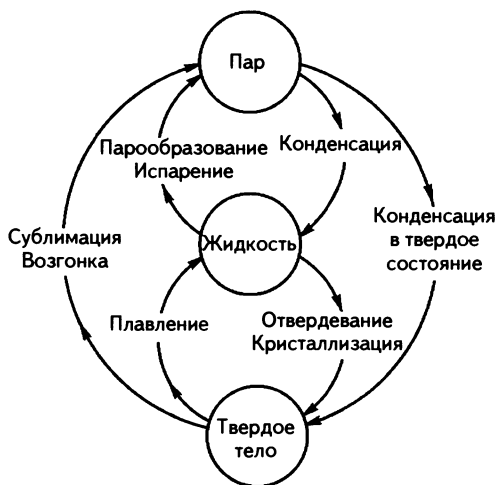 Пар
Парообразование
Испарение
Конденсация
Сублимация
Возгонка
Жидкость
Конденсация
в твердое
состояние
Плавление
Отвердевание
Кристаллизация
Твердое
тело